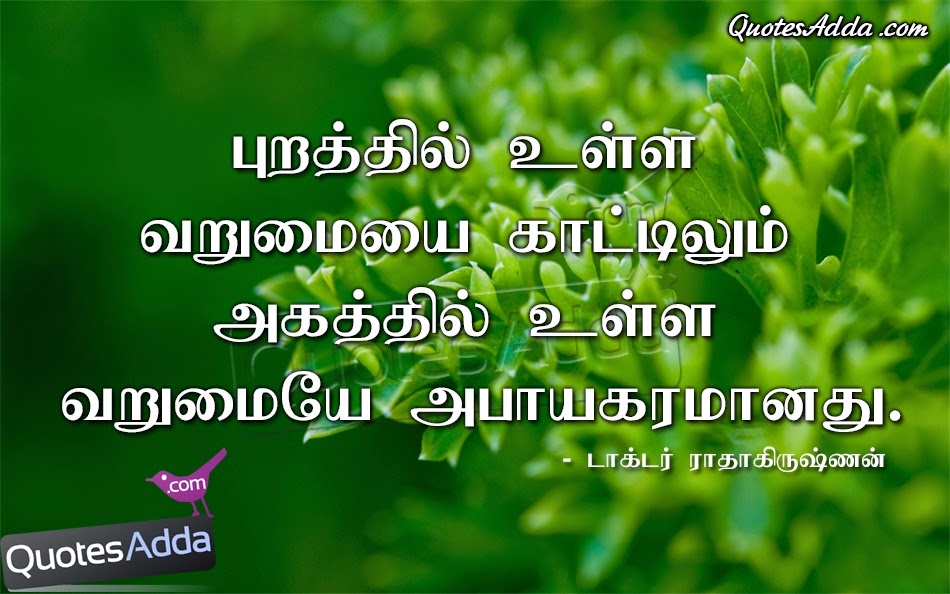 QuotesAdda .com
புறத்தில் உள்ள
வறுமையை காட்டிலும்
அகத்தில் உள்ள
வறுமையே அபாயகரமானது.
- டாக்டர் ராதாகிருஷ்ணன்
.com
QuotesAdda